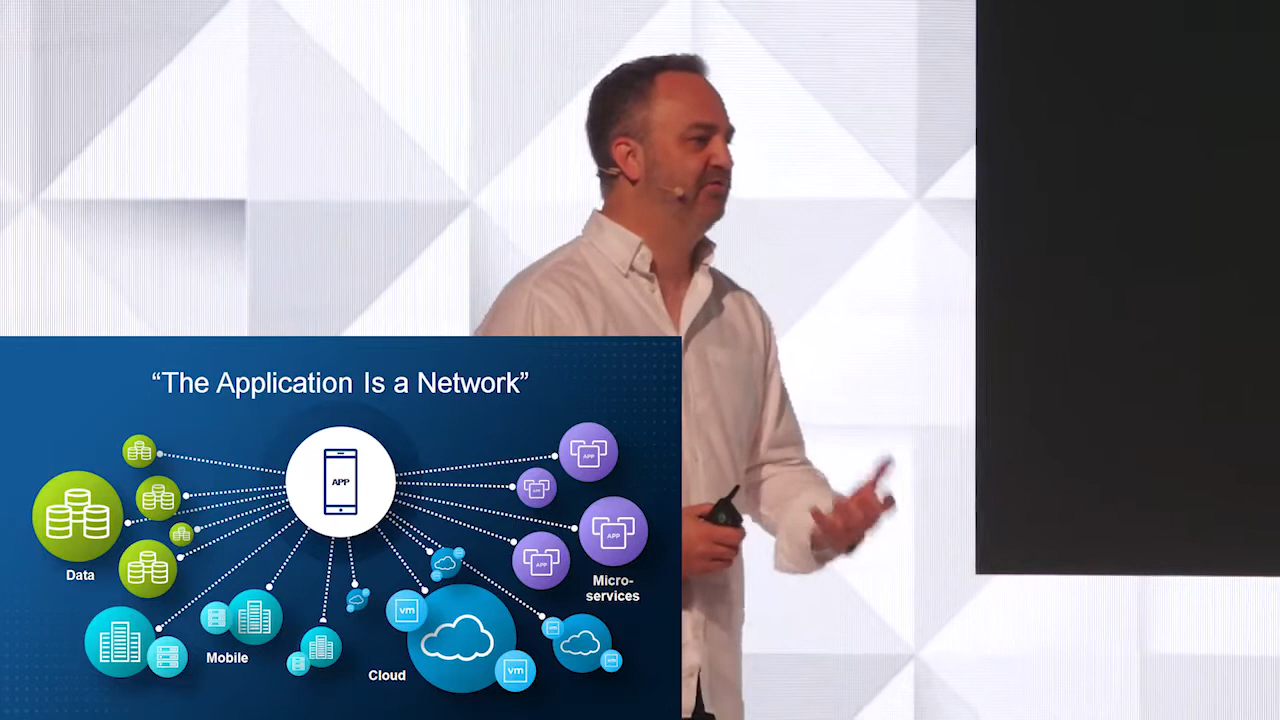 “The Application Is a Network”
APP
APP
APP
APP
APP
Data
Micro-
services
Mobile
Cloud
vm
vm